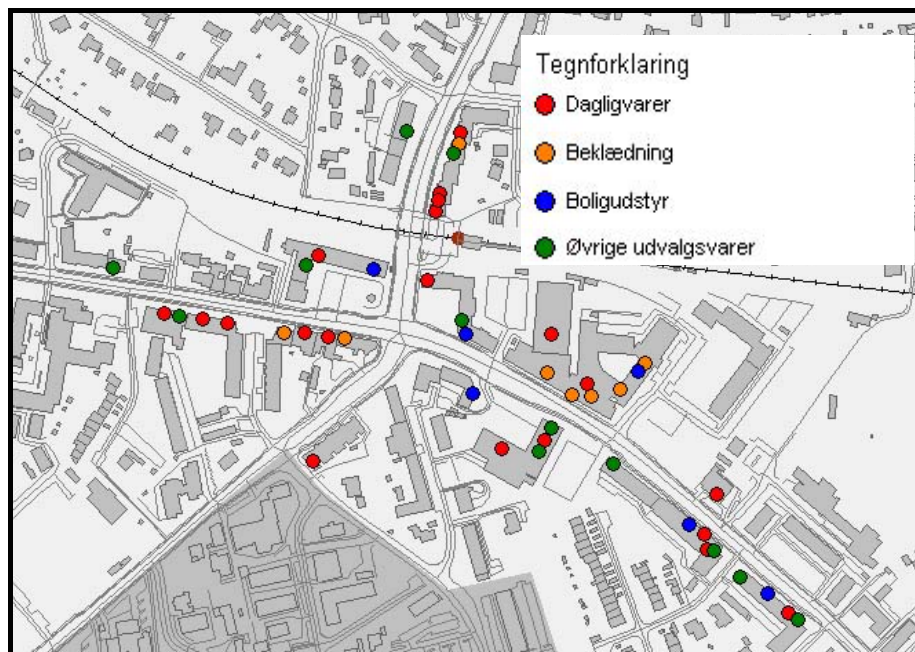 Tegnforklaring
Dagligvarer
Beklædning
Boligudstyr
Øvrige udvalgsvarer